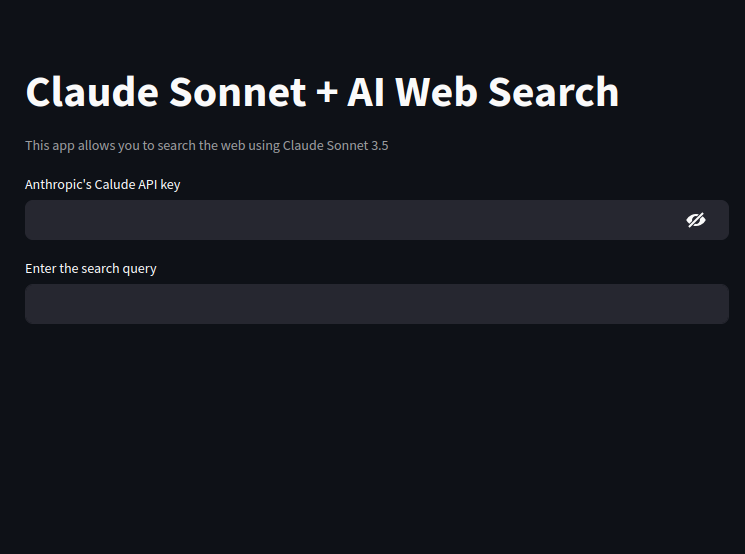 Claude Sonnet + AI Web Search
This app allows you to search the web using Claude Sonnet 3.5
Anthropic's Calude API key
Enter the search query